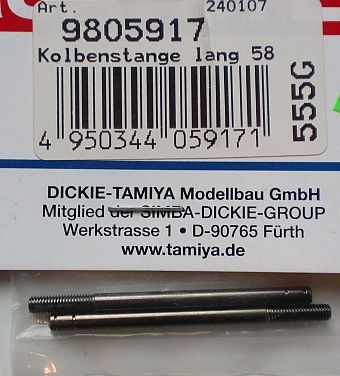 Art. 240107
9805917
Kolbenstange lang 58
4 950344 059171
555G
DICKIE-TAMIYA Modellbau GmbH
Mitglied der SIMBA-DICKIE-GROUP
Werkstrasse 1 • D-90765 Fürth
www.tamiya.de